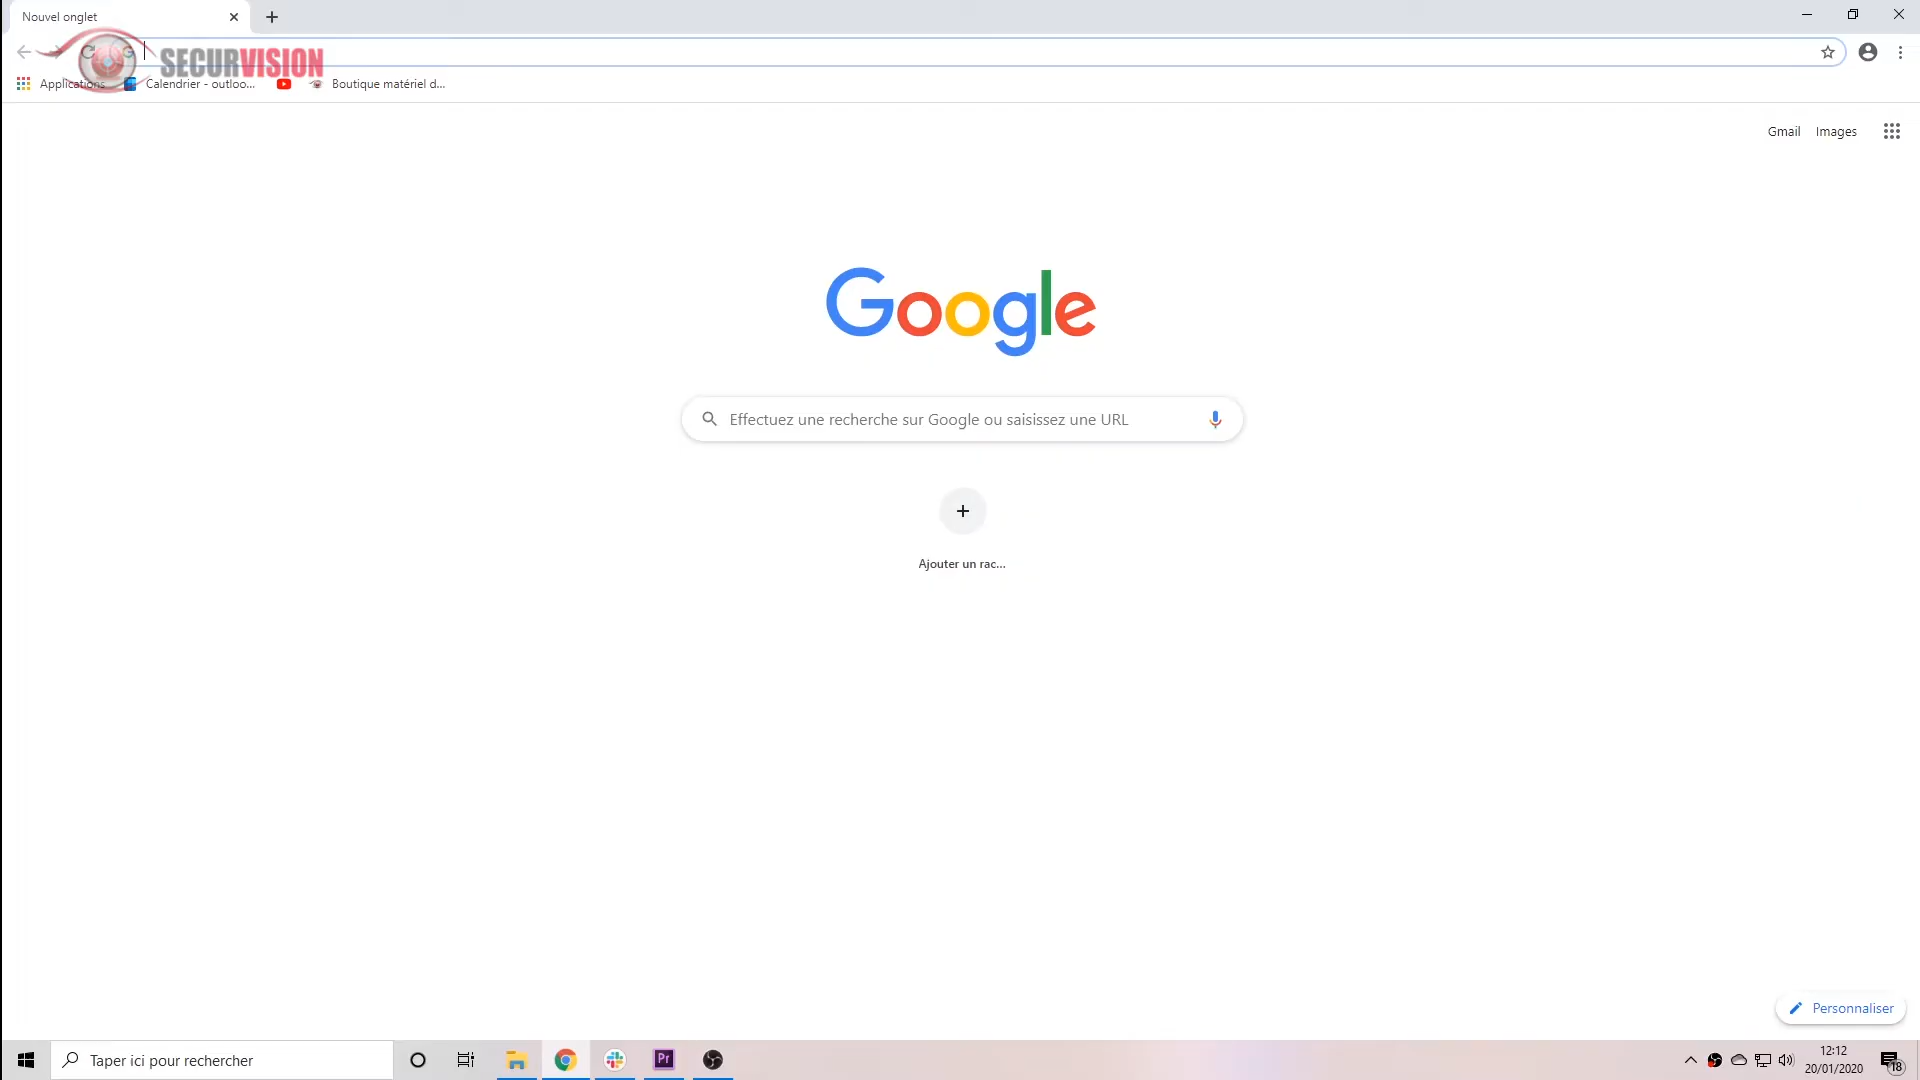 Nouvel onglet
SECURVISION
Applications
Calendrier - outloo...
Boutique matériel d...
Gmail
Images
Google
Effectuez une recherche sur Google ou saisissez une URL
Ajouter un rac...
Personnaliser
Taper ici pour rechercher
Pr
12:12
20/01/2020
18